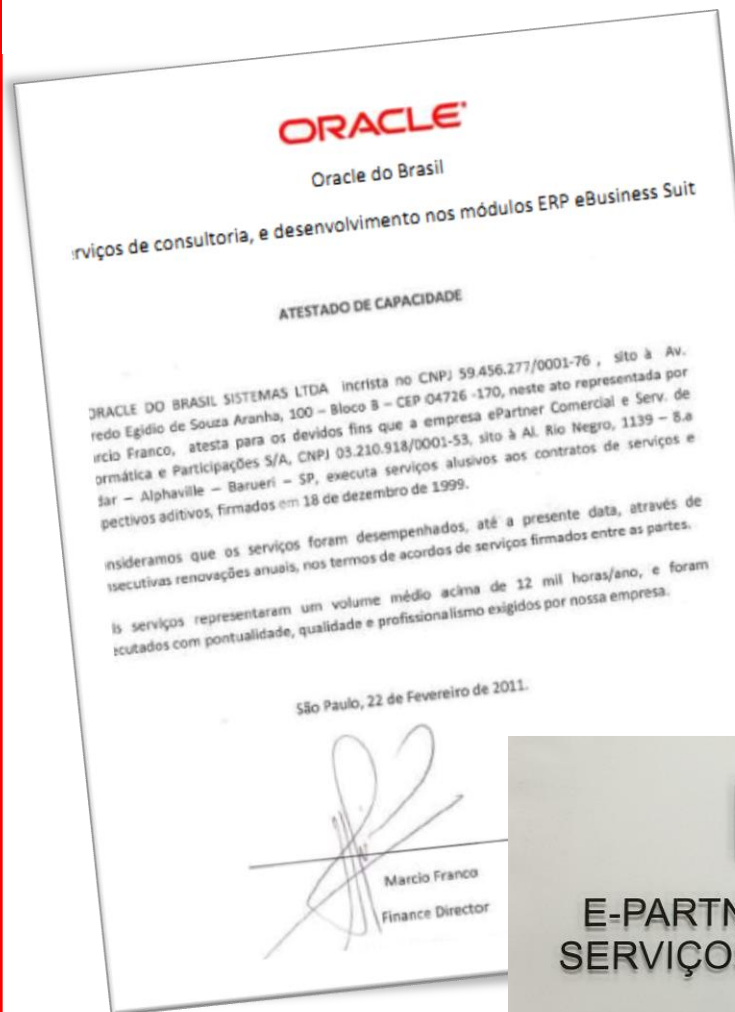 ORACLE
Oracle do Brasil
rviços de consultoria, e desenvolvimento nos módulos ERP eBusiness Suit
ATESTADO DE CAPACIDADE
ORACLE DO BRASIL SISTEMAS LTDA incrista no CNPJ 59.456.277/0001-76 , sito à Av.
redo Egidio de Souza Aranha, 100 – Bloco B – CEP 04726 -170, neste ato representada por
rcio Franco, atesta para os devidos fins que a empresa ePartner Comercial e Serv. de
ormática e Participações S/A, CNPJ 03.210.918/0001-53, sito à Al. Rio Negro, 1139 – 8.a
dar – Alphaville – Barueri – SP, executa serviços alusivos aos contratos de serviços e
pectivos aditivos, firmados em 18 de dezembro de 1999.
nsideramos que os serviços foram desempenhados, até a presente data, através de
nsecutivas renovações anuais, nos termos de acordos de serviços firmados entre as partes.
is serviços representaram um volume médio acima de 12 mil horas/ano, e foram
ecutados com pontualidade, qualidade e profissionalismo exigidos por nossa empresa.
São Paulo, 22 de Fevereiro de 2011.
Marcio Franco
Finance Director
E-PARTN
SERVIÇO